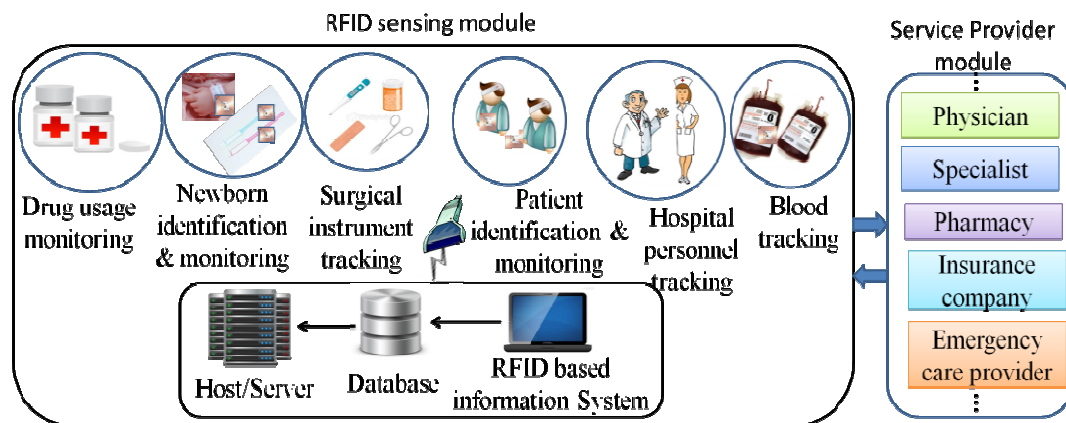 RFID sensing module
Drug usage
monitoring
Newborn
identification
& monitoring
Surgical
instrument
tracking
Patient
identification &
monitoring
Hospital
personnel
tracking
Blood
tracking
Host/Server
Database
RFID based
information System
Service Provider
module
Physician
Specialist
Pharmacy
Insurance
company
Emergency
care provider